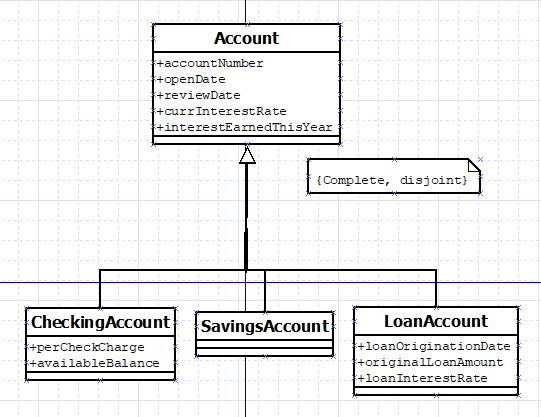 Account
+accountNumber
+openDate
+reviewDate
+currInterestRate
+interestEarnedThisYear
{Complete, disjoint}
CheckingAccount
+perCheckCharge
+availableBalance
SavingsAccount
LoanAccount
+loanOriginationDate
+originalLoanAmount
+loanInterestRate